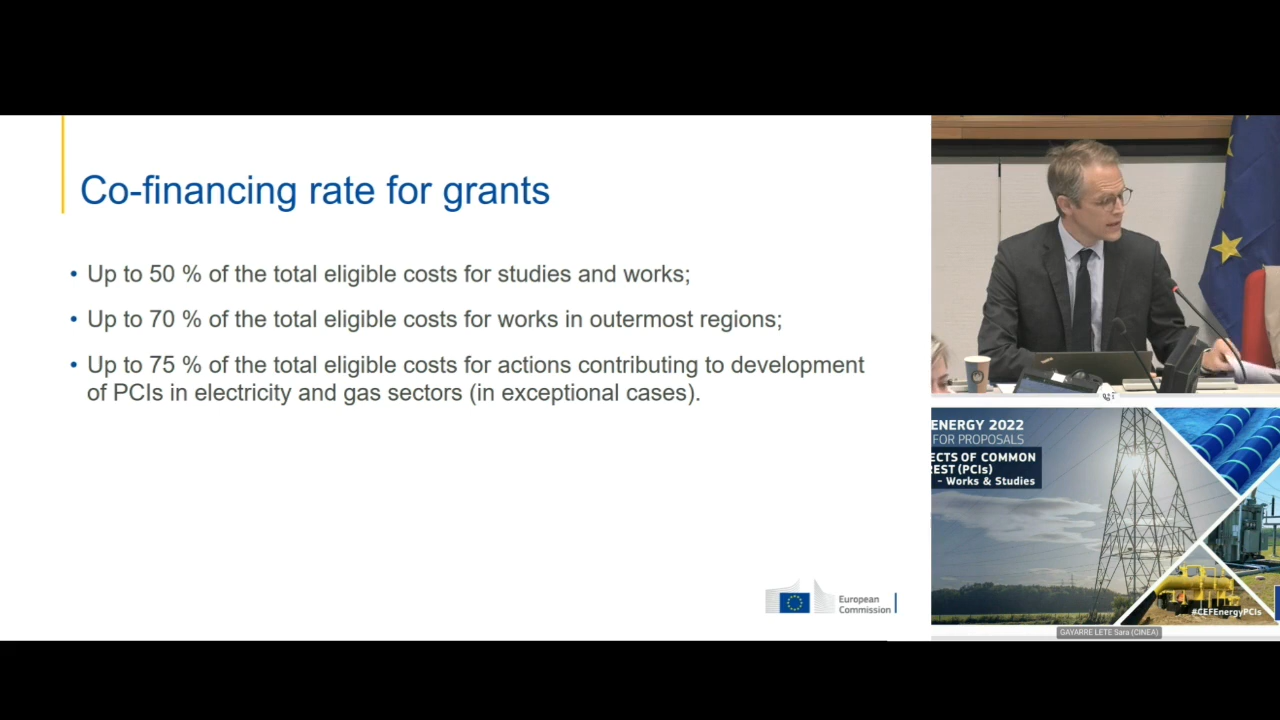 Co-financing rate for grants
• Up to 50 % of the total eligible costs for studies and works;
• Up to 70 % of the total eligible costs for works in outermost regions;
• Up to 75 % of the total eligible costs for actions contributing to development
of PCIs in electricity and gas sectors (in exceptional cases).
European
Commission
ENERGY 2022
FOR PROPOSALS
ECTS OF COMMON
REST (PCIs)
- Works & Studies
#CEFEnergyPCIs
GAYARRE LETE Sara (CINEA)